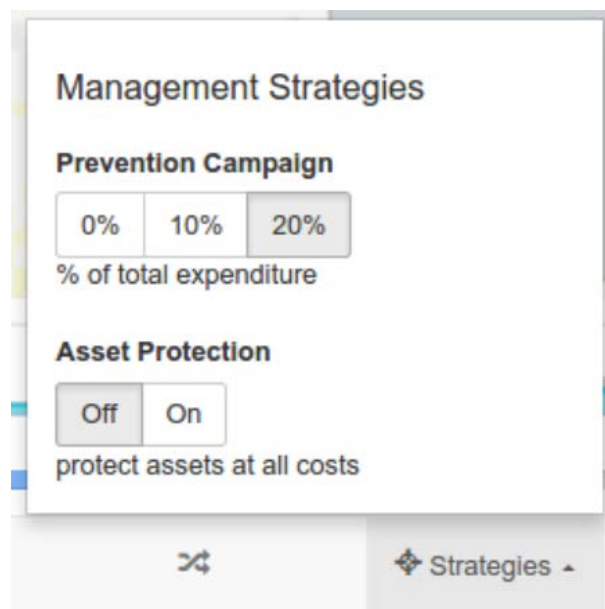 Management Strategies
Prevention Campaign
0% 10% 20%
% of total expenditure
Asset Protection
Off On
protect assets at all costs
Strategies